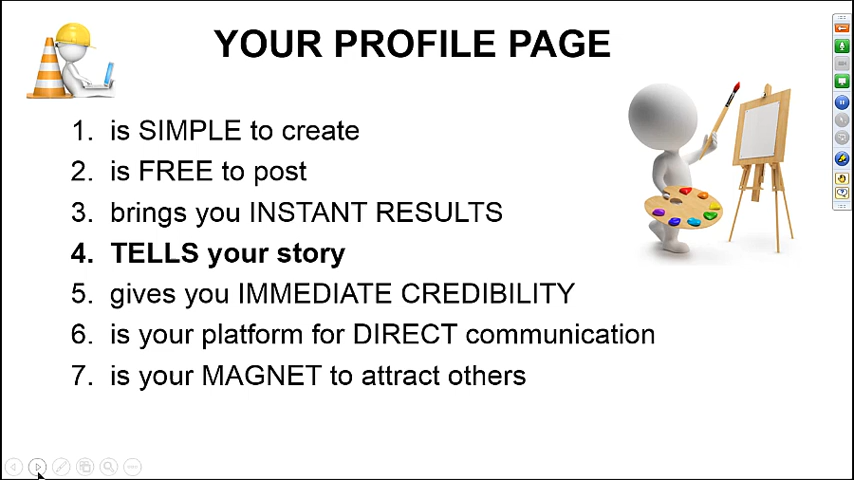 YOUR PROFILE PAGE
1. is SIMPLE to create
2. is FREE to post
3. brings you INSTANT RESULTS
4. TELLS your story
5. gives you IMMEDIATE CREDIBILITY
6. is your platform for DIRECT communication
7. is your MAGNET to attract others